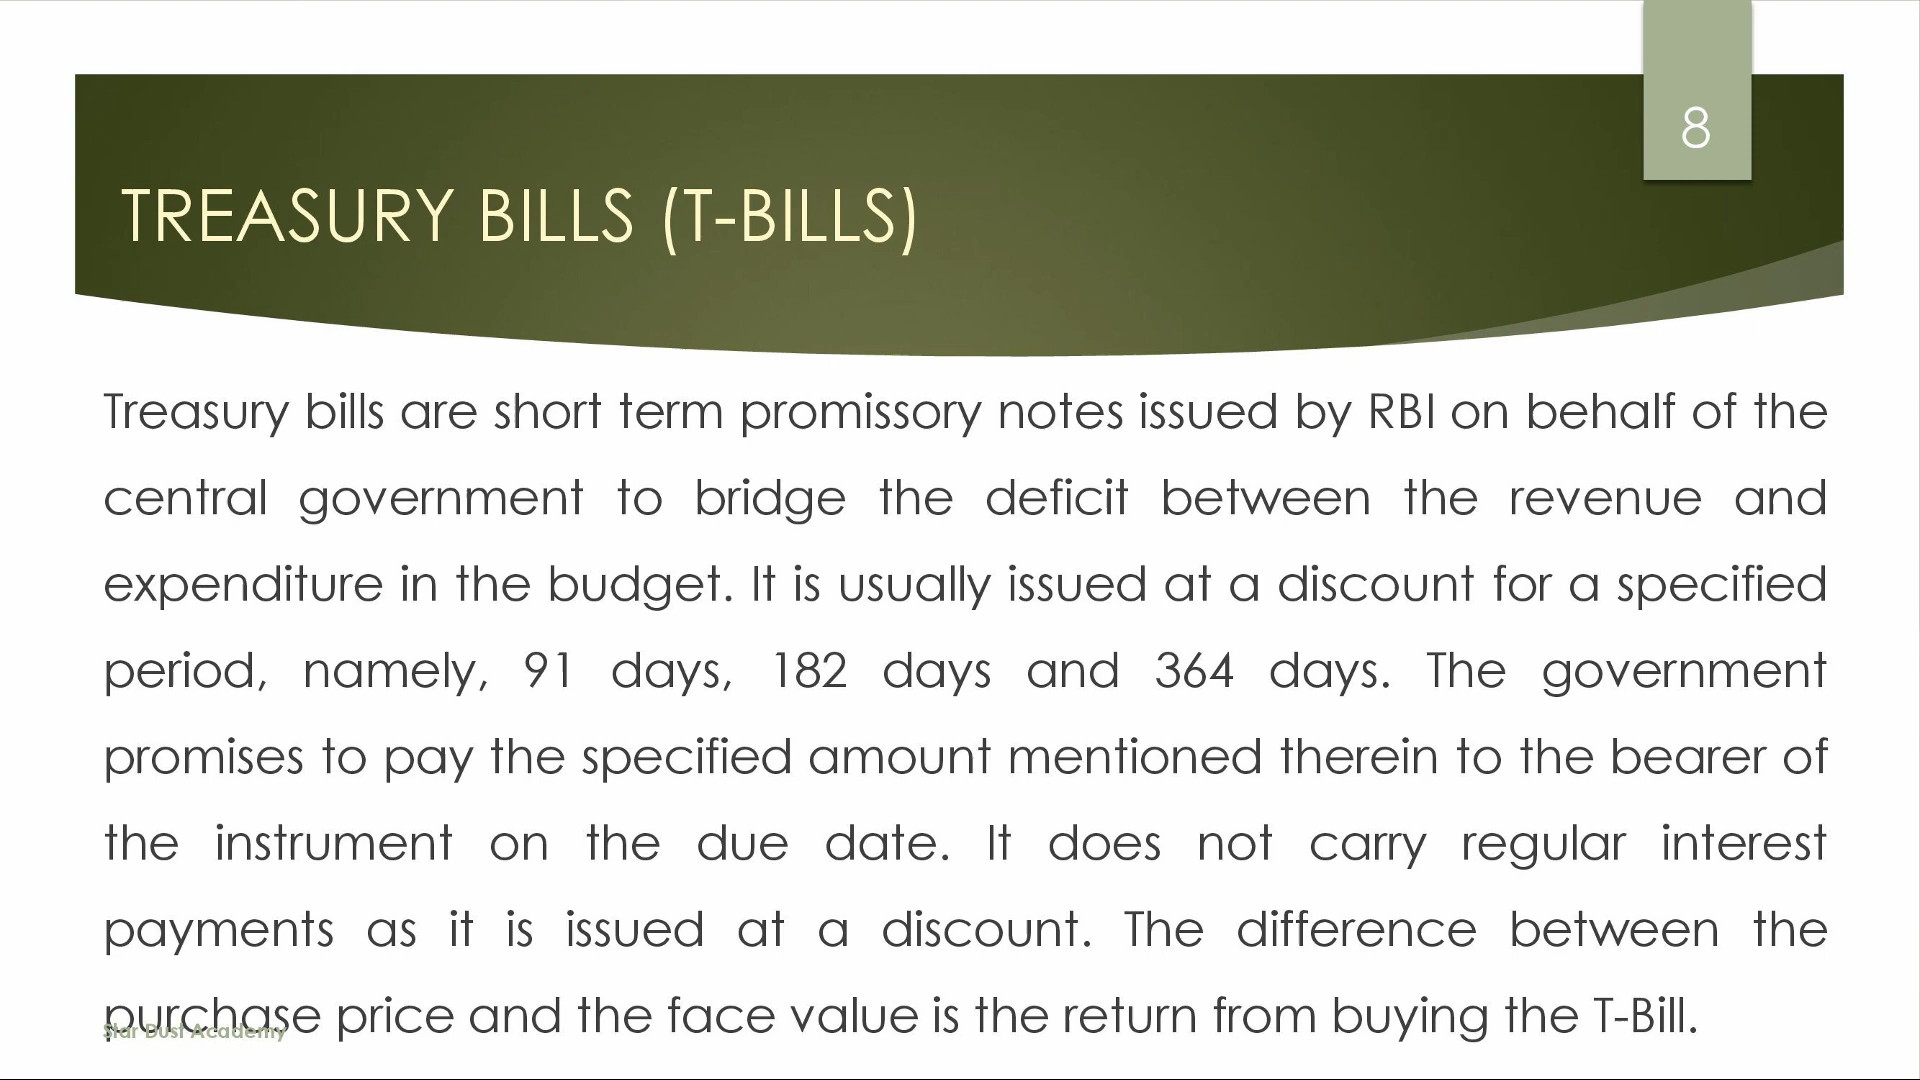 8
TREASURY BILLS (T-BILLS)
Treasury bills are short term promissory notes issued by RBI on behalf of the
central government to bridge the deficit between the revenue and
expenditure in the budget. It is usually issued at a discount for a specified
period, namely, 91 days, 182 days and 364 days. The government
promises to pay the specified amount mentioned therein to the bearer of
the instrument on the due date. It does not carry regular interest
payments as it is issued at a discount. The difference between the
purchase price and the face value is the return from buying the T-Bill.
Star Dust Academy